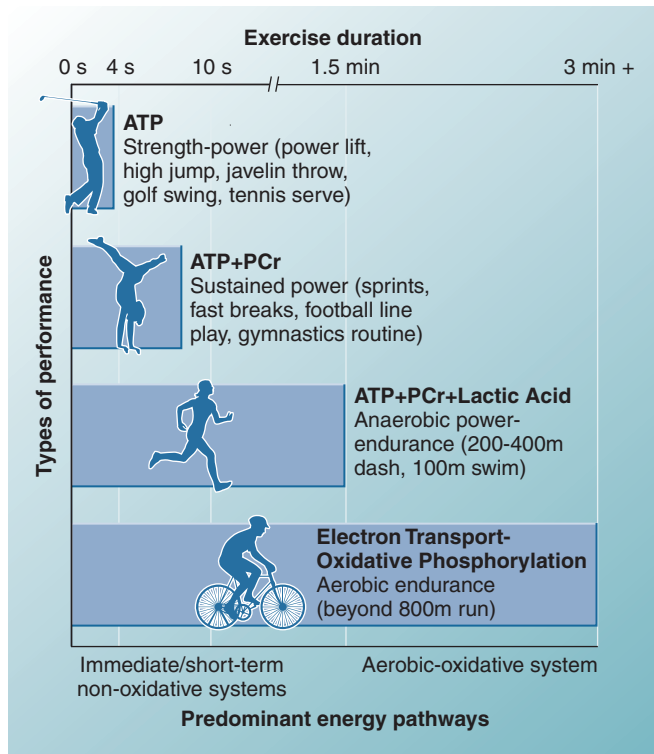 Exercise duration
0 s 4 s 10 s 1.5 min 3 min +
Types of performance
ATP
Strength-power (power lift,
high jump, javelin throw,
golf swing, tennis serve)
ATP+PCr
Sustained power (sprints,
fast breaks, football line
play, gymnastics routine)
ATP+PCr+Lactic Acid
Anaerobic power-
endurance (200-400m
dash, 100m swim)
Electron Transport-
Oxidative Phosphorylation
Aerobic endurance
(beyond 800m run)
Immediate/short-term
non-oxidative systems
Aerobic-oxidative system
Predominant energy pathways